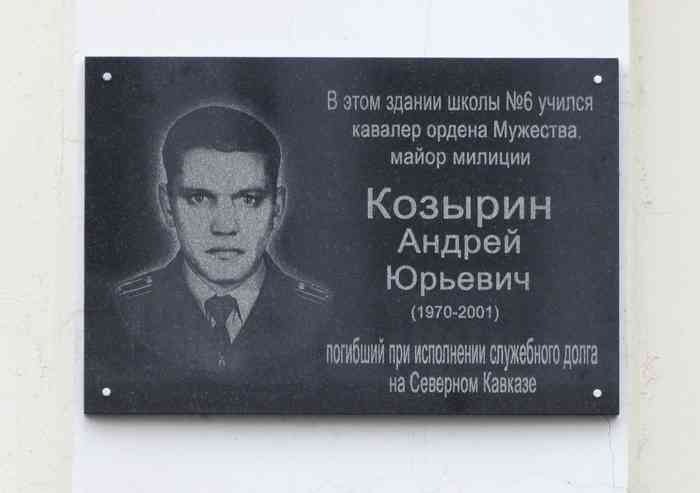 В этом здании школы №6 учился
кавалер ордена Мужества,
майор милиции
Козырин
Андрей
Юрьевич
(1970-2001)
погибший при исполнении служебного долга
на Северном Кавказе